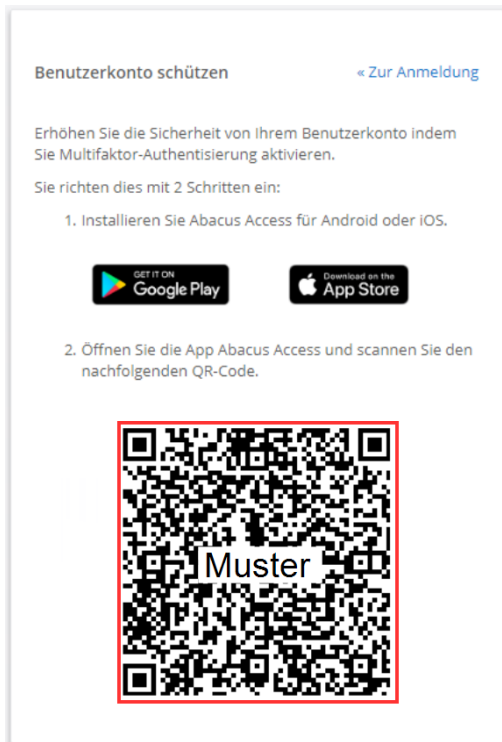 Benutzerkonto schützen
« Zur Anmeldung
Erhöhen Sie die Sicherheit von Ihrem Benutzerkonto indem
Sie Multifaktor-Authentisierung aktivieren.
Sie richten dies mit 2 Schritten ein:
1. Installieren Sie Abacus Access für Android oder iOS.
GET IT ON
Google Play
Download on the
App Store
2. Öffnen Sie die App Abacus Access und scannen Sie den
nachfolgenden QR-Code.
Muster